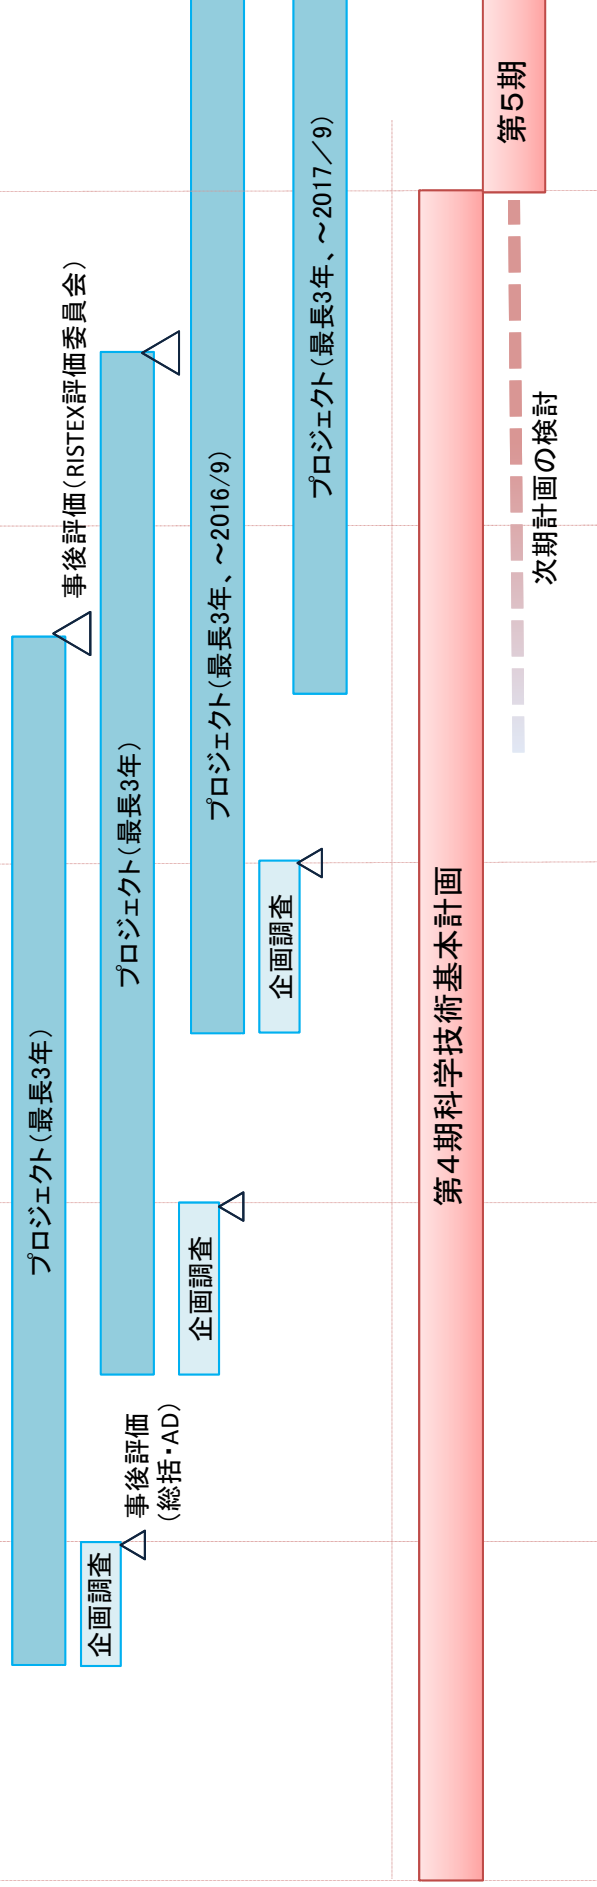 プロジェクト(最長3年)
企画調査
事後評価(RISTEX評価委員会)
プロジェクト(最長3年)
事後評価
(総括・AD)
企画調査
プロジェクト(最長3年、～2016/9)
企画調査
プロジェクト(最長3年、～2017／9)
第4期科学技術基本計画
第5期
次期計画の検討